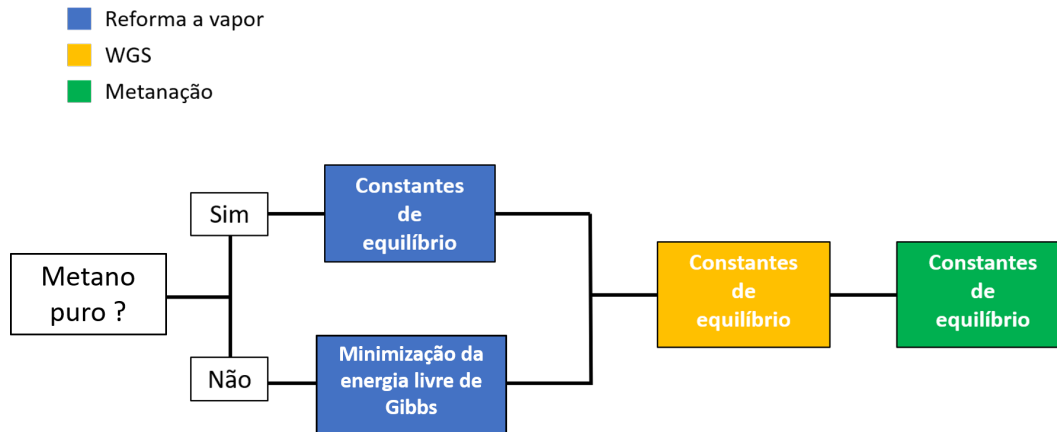 Reforma a vapor
WGS
Metanação
Sim
Constantes
de
equilíbrio
Metano
puro ?
Constantes
de
equilíbrio
Constantes
de
equilíbrio
Não
Minimização da
energia livre de
Gibbs